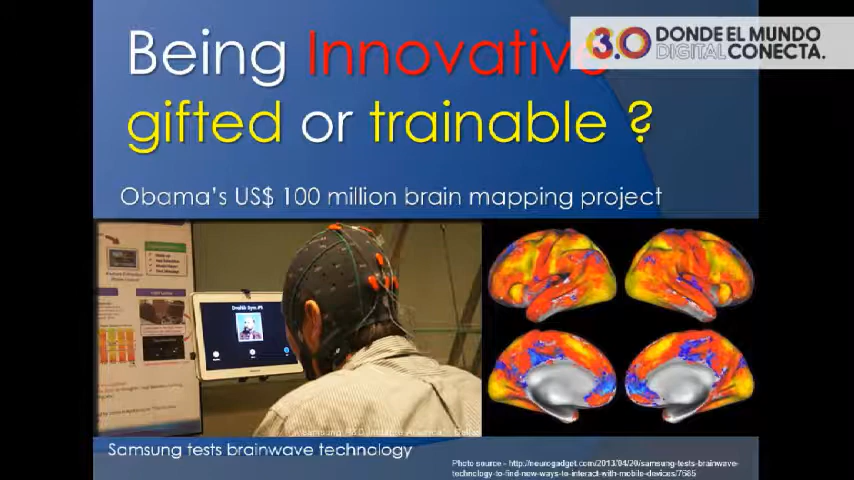 Being Innovative
3.0 DONDE EL MUNDO
DIGITAL CONECTA.
gifted or trainable ?
Obama's US$ 100 million brain mapping project
Samsung tests brainwave technology
Photo source - http://neurogadget.com/2013/04/20/samsung-tests-brainwave-
technology-to-find-new-ways-to-interact-with-mobile-devices/7685